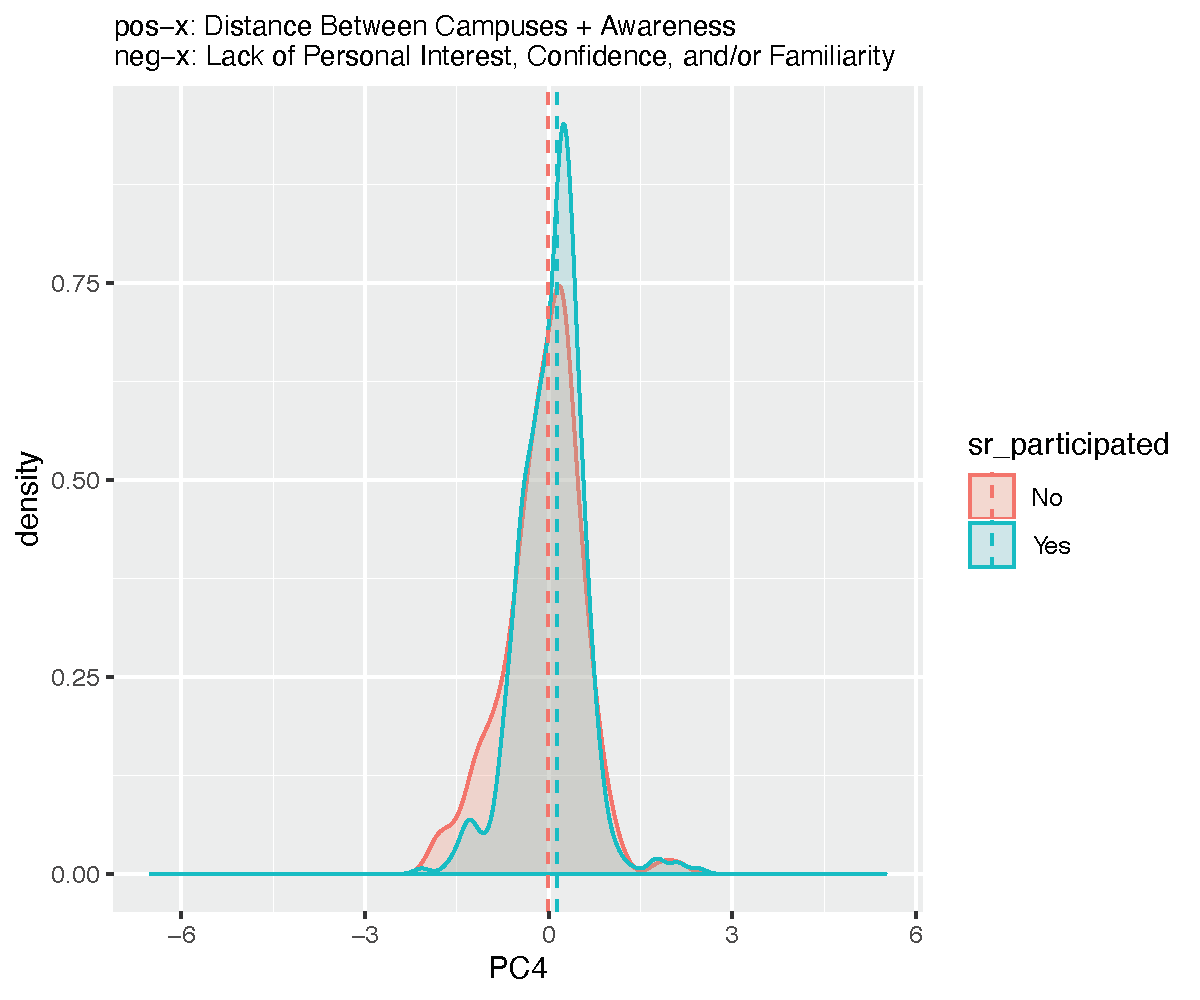 pos−x: Distance Between Campuses + Awareness
neg−x: Lack of Personal Interest, Confidence, and/or Familiarity
0.75
0.50
0.25
0.00
density
−6
−3
0
3
6
PC4
sr_participated
No
Yes